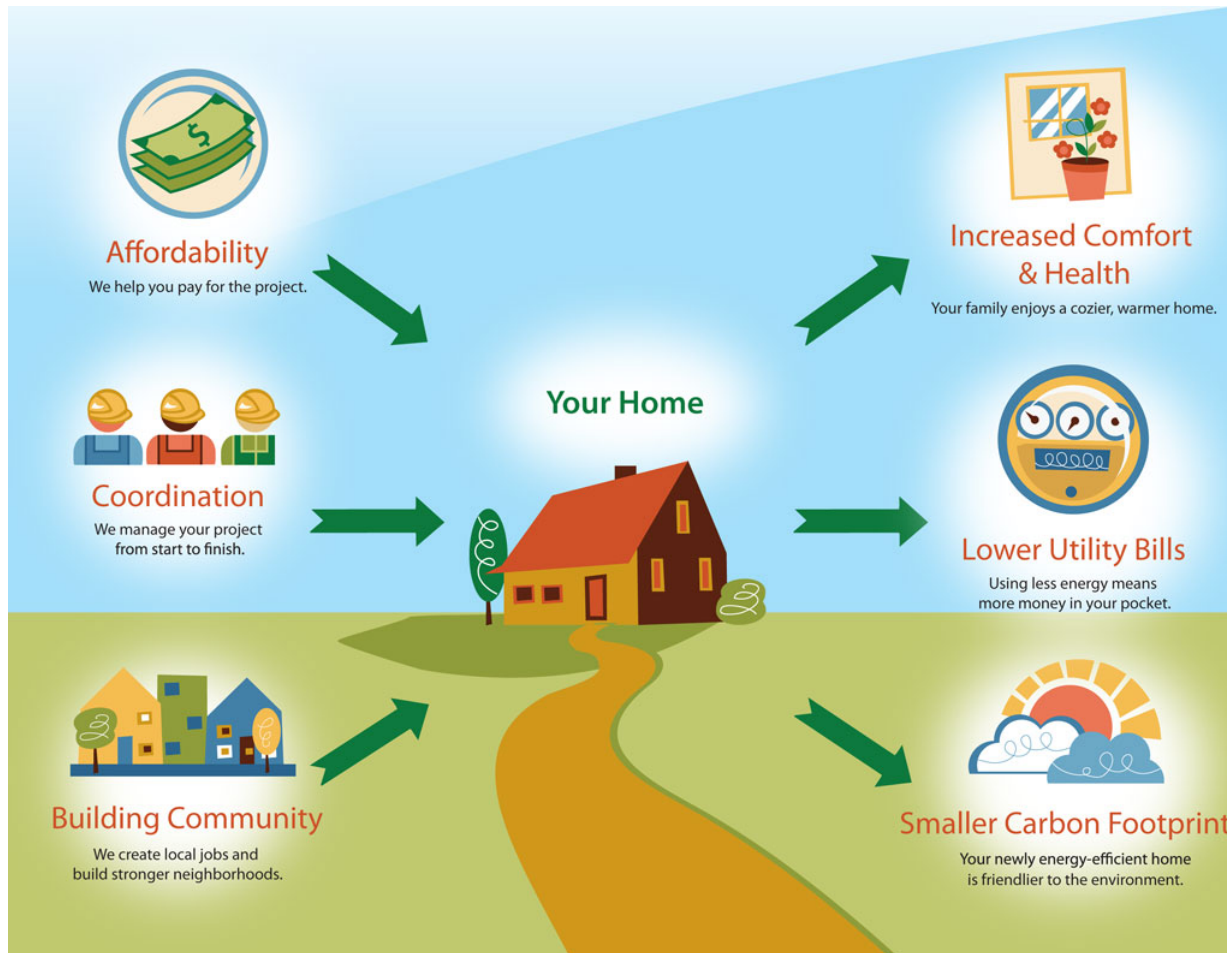 Affordability
We help you pay for the project.
Coordination
We manage your project
from start to finish.
Building Community
We create local jobs and
build stronger neighborhoods.
Your Home
Increased Comfort
& Health
Your family enjoys a cozier, warmer home.
Lower Utility Bills
Using less energy means
more money in your pocket.
Smaller Carbon Footprint
Your newly energy-efficient home
is friendlier to the environment.
$